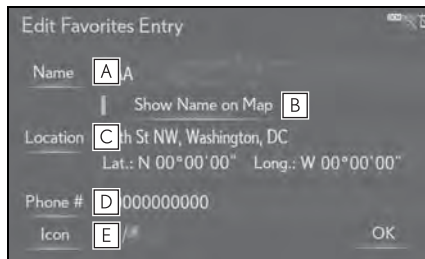 Edit Favorites Entry
Name A A
Show Name on Map B
Location C th St NW, Washington, DC
Lat.: N 00°00'00" Long.: W 00°00'00"
Phone # D 000000000
Icon E
OK